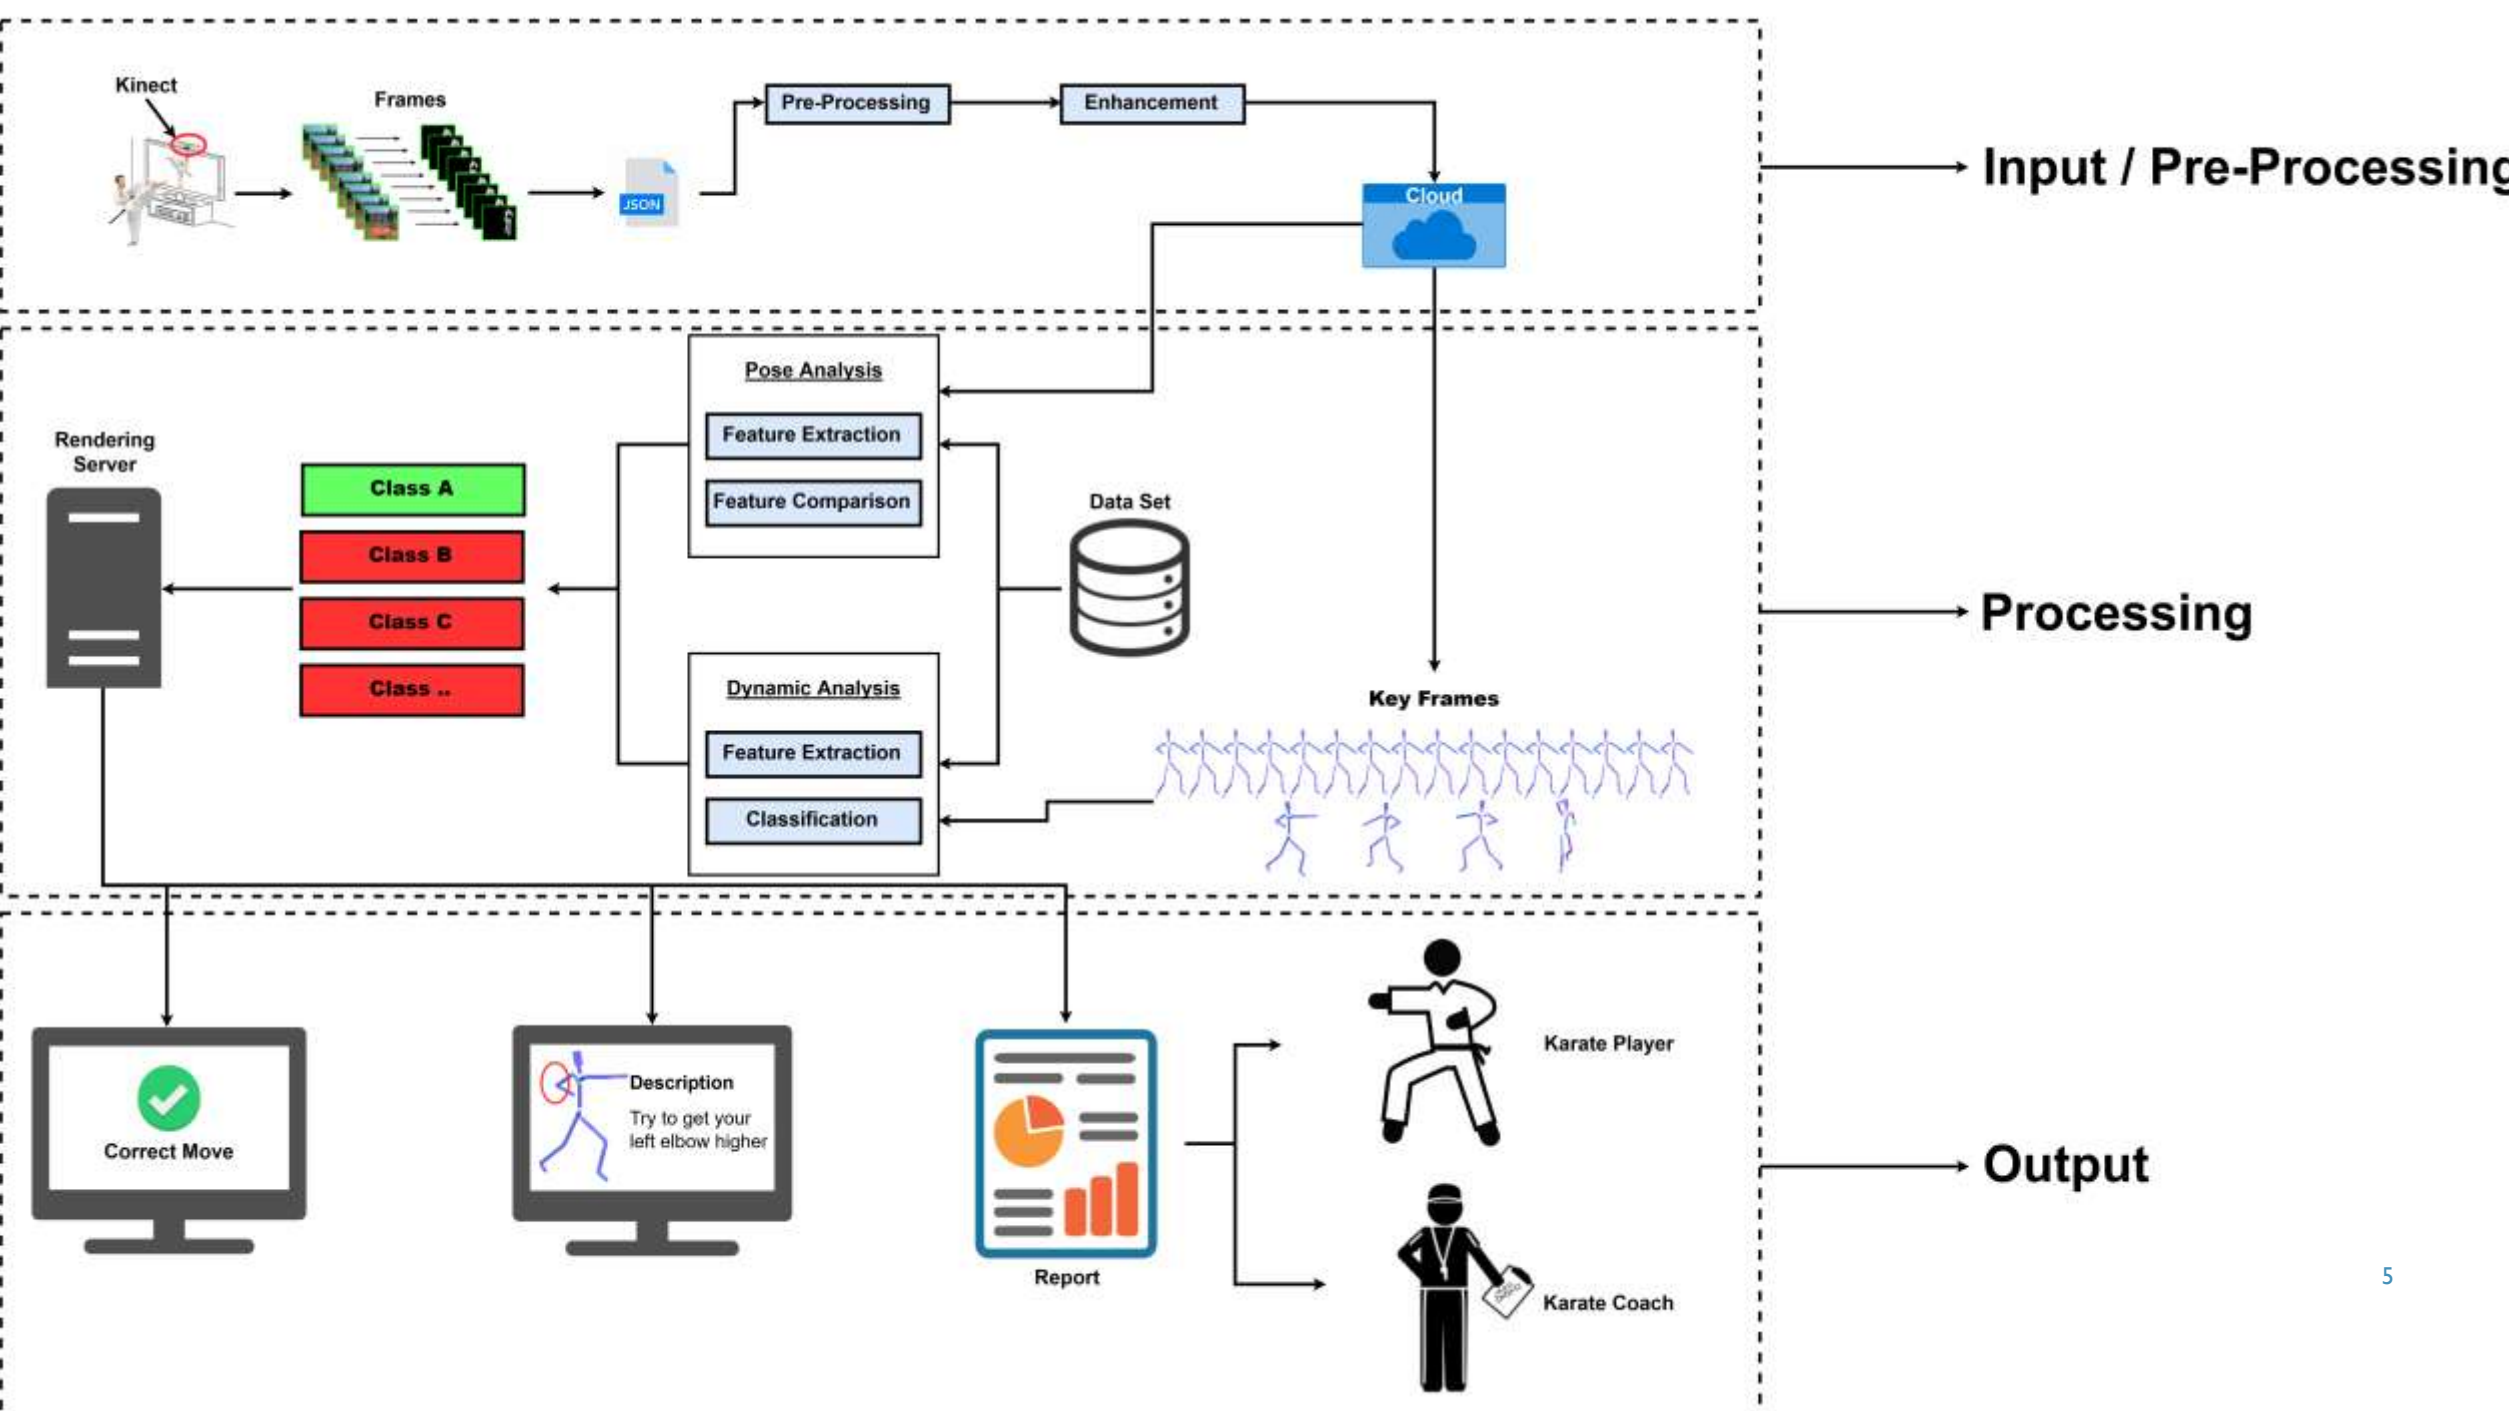 Kinect
Frames
Pre-Processing
Enhancement
JSON
Cloud
Input / Pre-Processing
Pose Analysis
Feature Extraction
Feature Comparison
Rendering
Server
Class A
Class B
Class C
Class ..
Data Set
Processing
Dynamic Analysis
Feature Extraction
Classification
Key Frames
Correct Move
Description
Try to get your
left elbow higher
Report
Karate Player
Karate Coach
Output
5